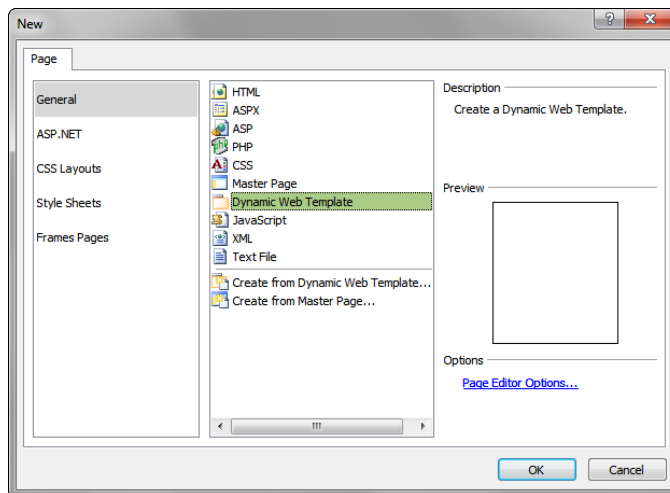 New
Page
General
ASP.NET
CSS Layouts
Style Sheets
Frames Pages
HTML
ASPX
ASP
PHP
CSS
Master Page
Dynamic Web Template
JavaScript
XML
Text File
Create from Dynamic Web Template...
Create from Master Page...
Description
Create a Dynamic Web Template.
Preview
Options
Page Editor Options...
OK
Cancel